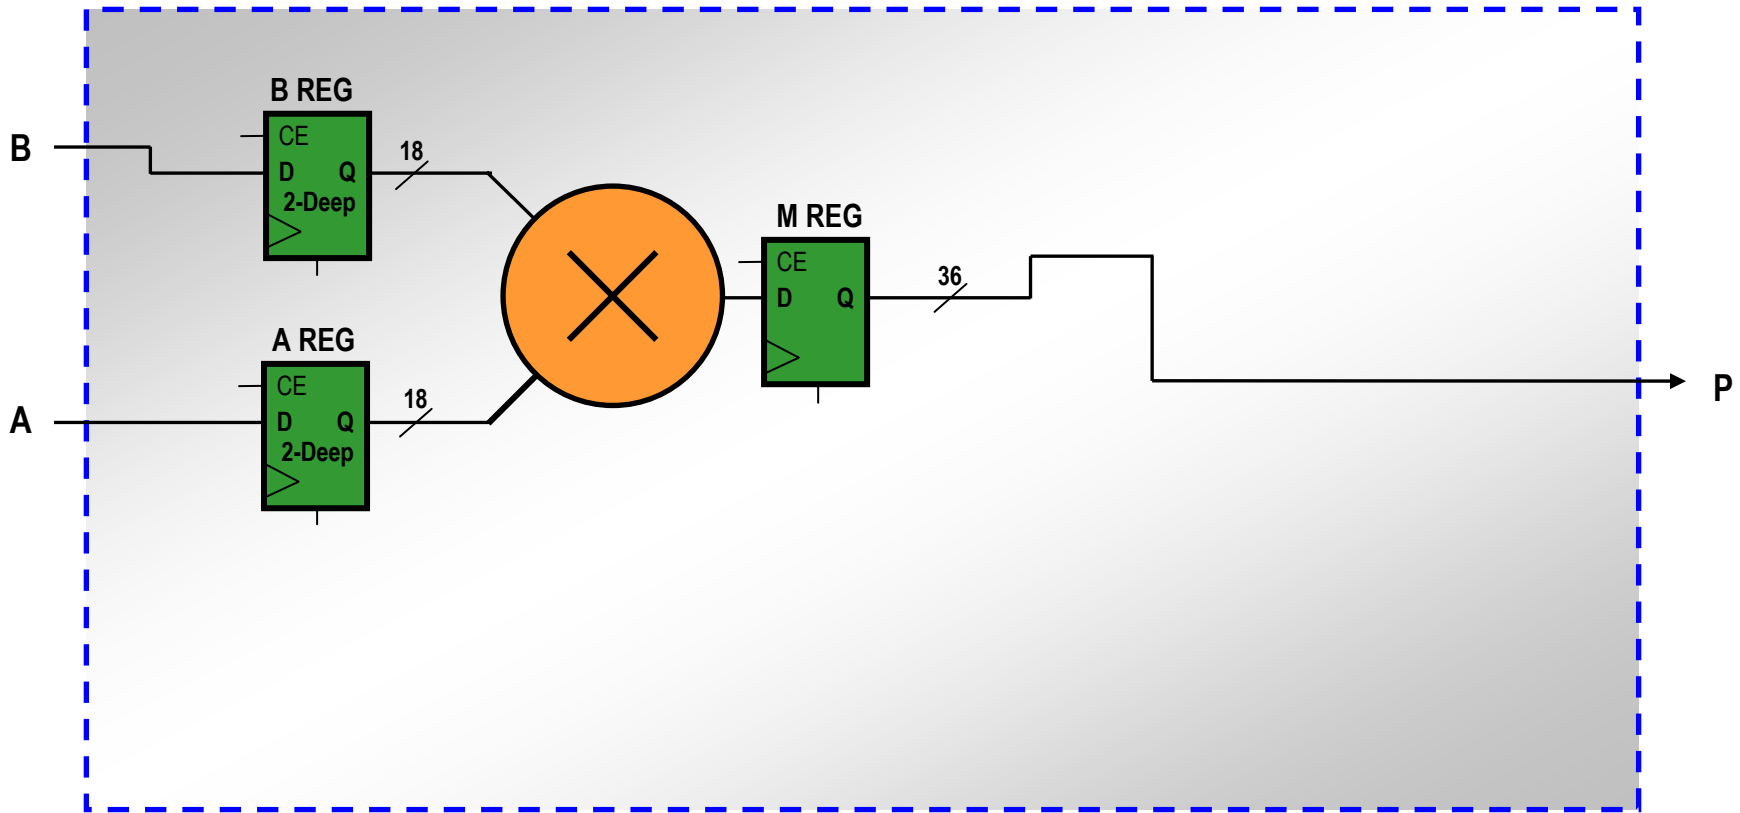 B REG
CE
B
D Q
18
2-Deep
M REG
CE
D Q
36
A REG
CE
A
D Q
18
2-Deep
P